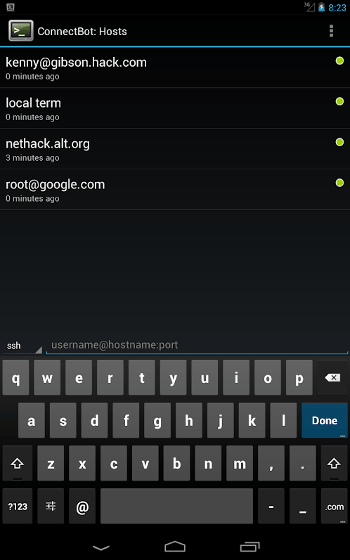 8:23
ConnectBot: Hosts
kenny@gibson.hack.com
0 minutes ago
local term
0 minutes ago
nethack.alt.org
3 minutes ago
root@google.com
0 minutes ago
ssh username@hostname:port
q w e r t y u i o p
a s d f g h j k l Done
z x c v b n m , .
?123 @ - _ .com